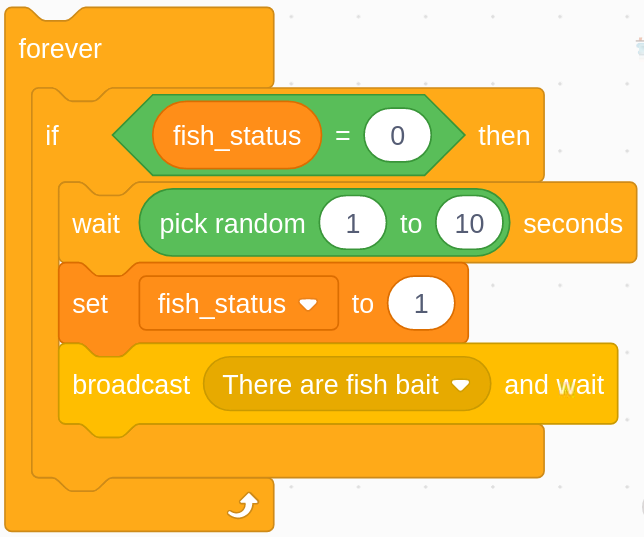 forever
if fish_status = 0 then
wait pick random 1 to 10 seconds
set fish_status to 1
broadcast There are fish bait and wait